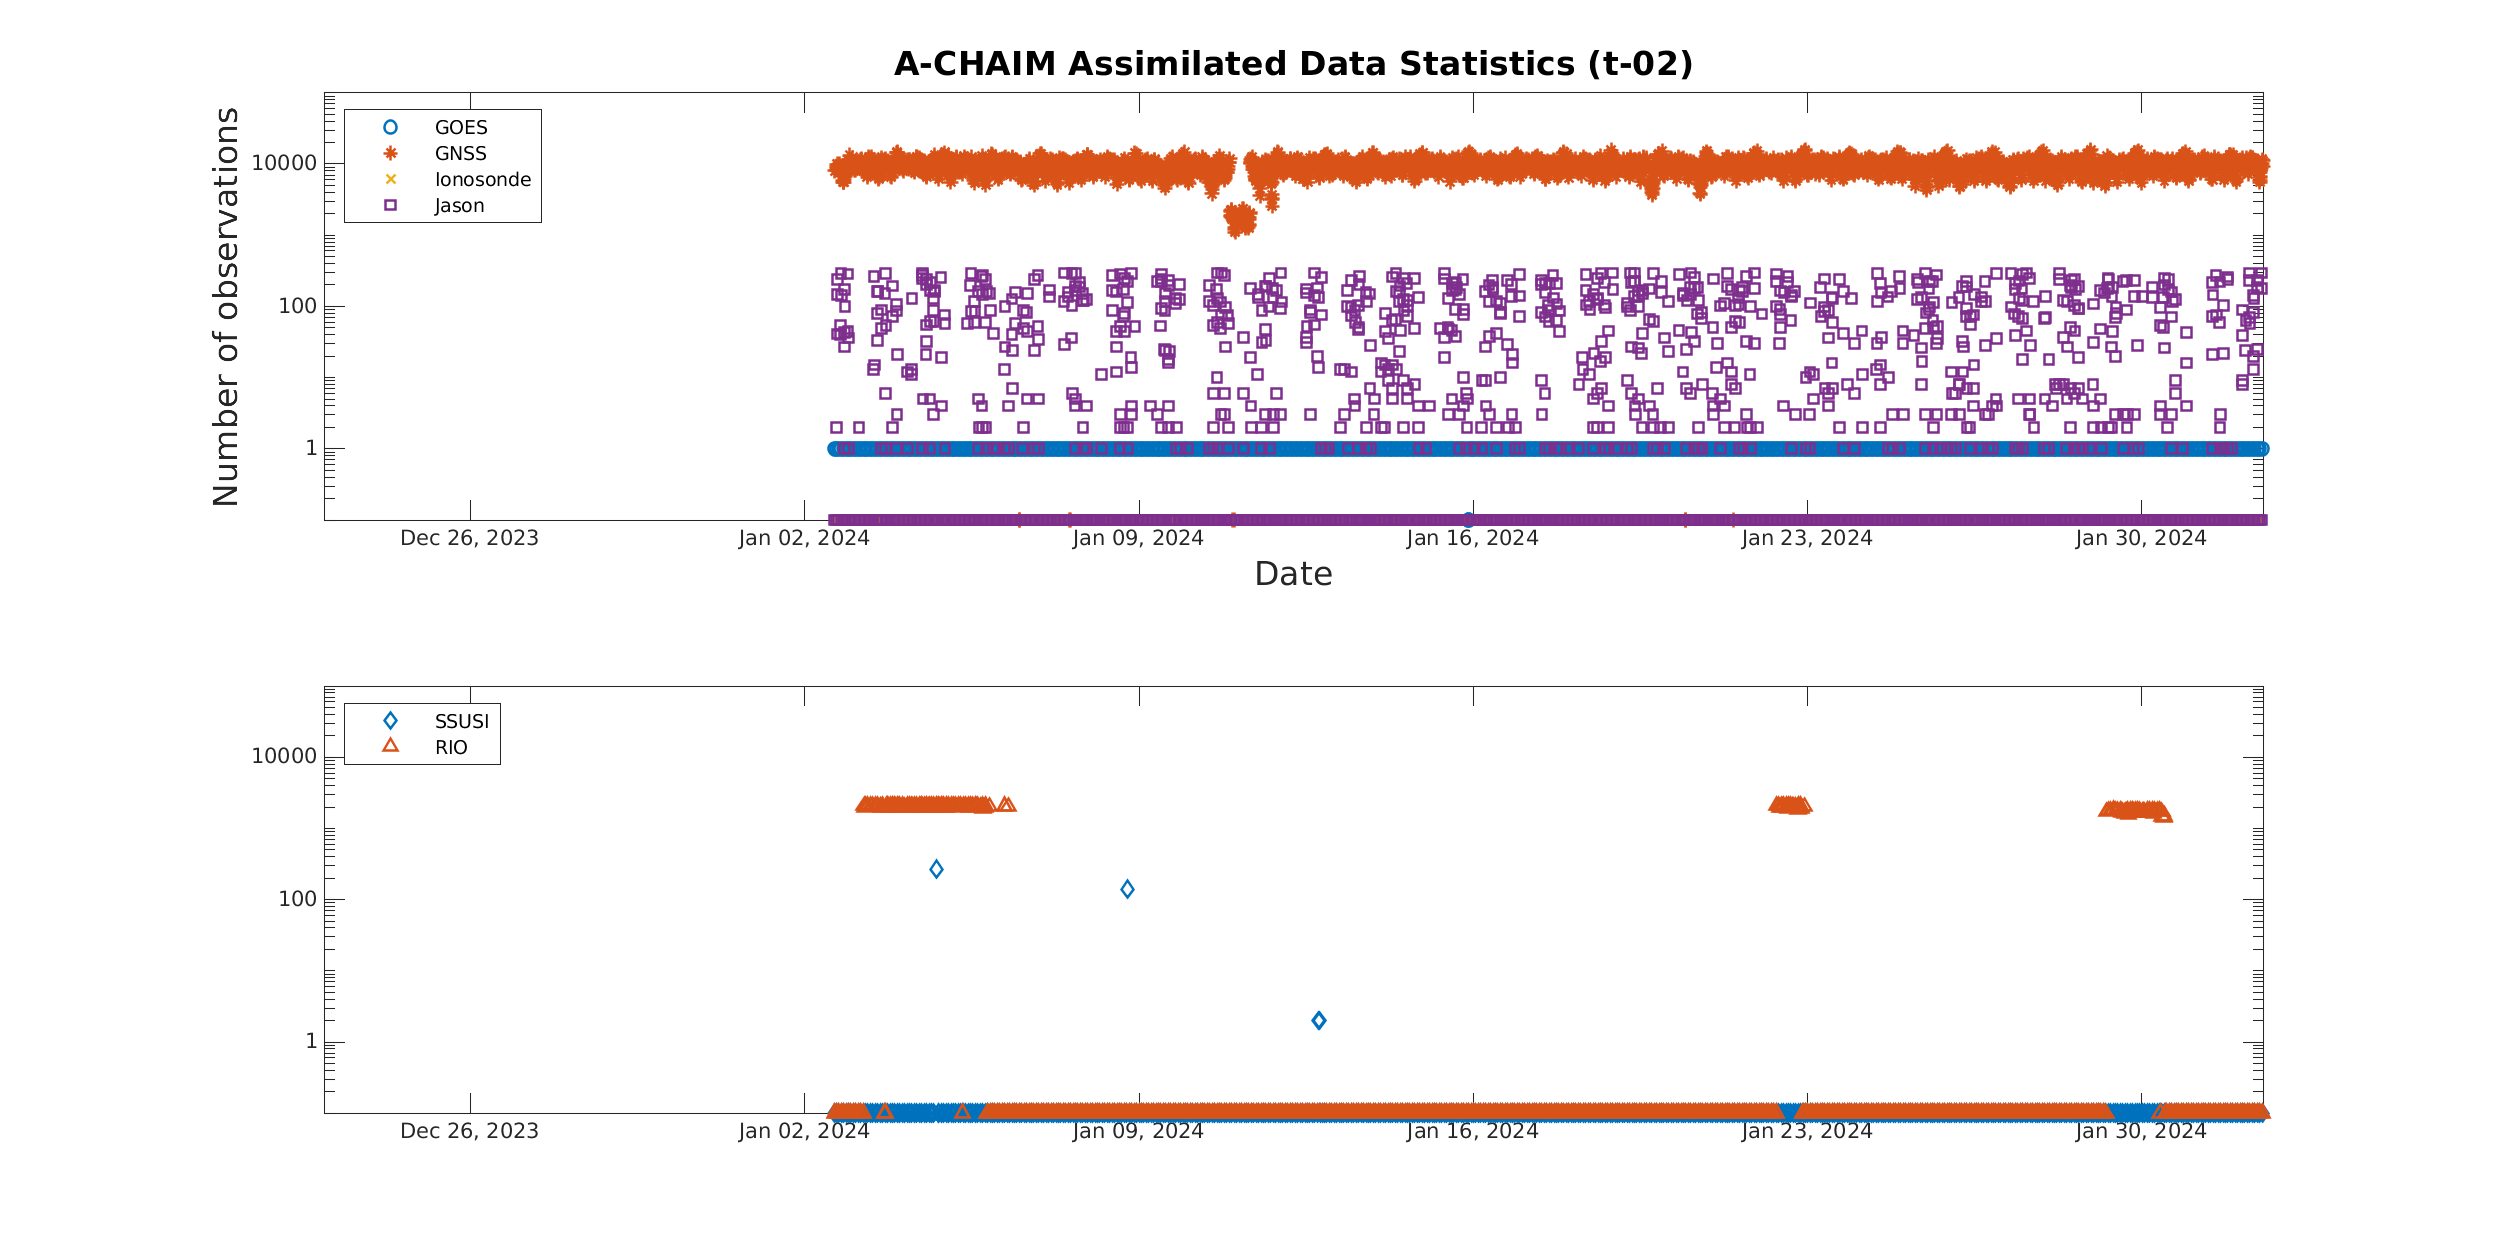 A-CHAIM Assimilated Data Statistics (t-02)
Number of observations
10000
100
1
GOES
GNSS
Ionosonde
Jason
Dec 26, 2023
Jan 02, 2024
Jan 09, 2024
Jan 16, 2024
Jan 23, 2024
Jan 30, 2024
Date
10000
100
1
SSUSI
RIO
Dec 26, 2023
Jan 02, 2024
Jan 09, 2024
Jan 16, 2024
Jan 23, 2024
Jan 30, 2024